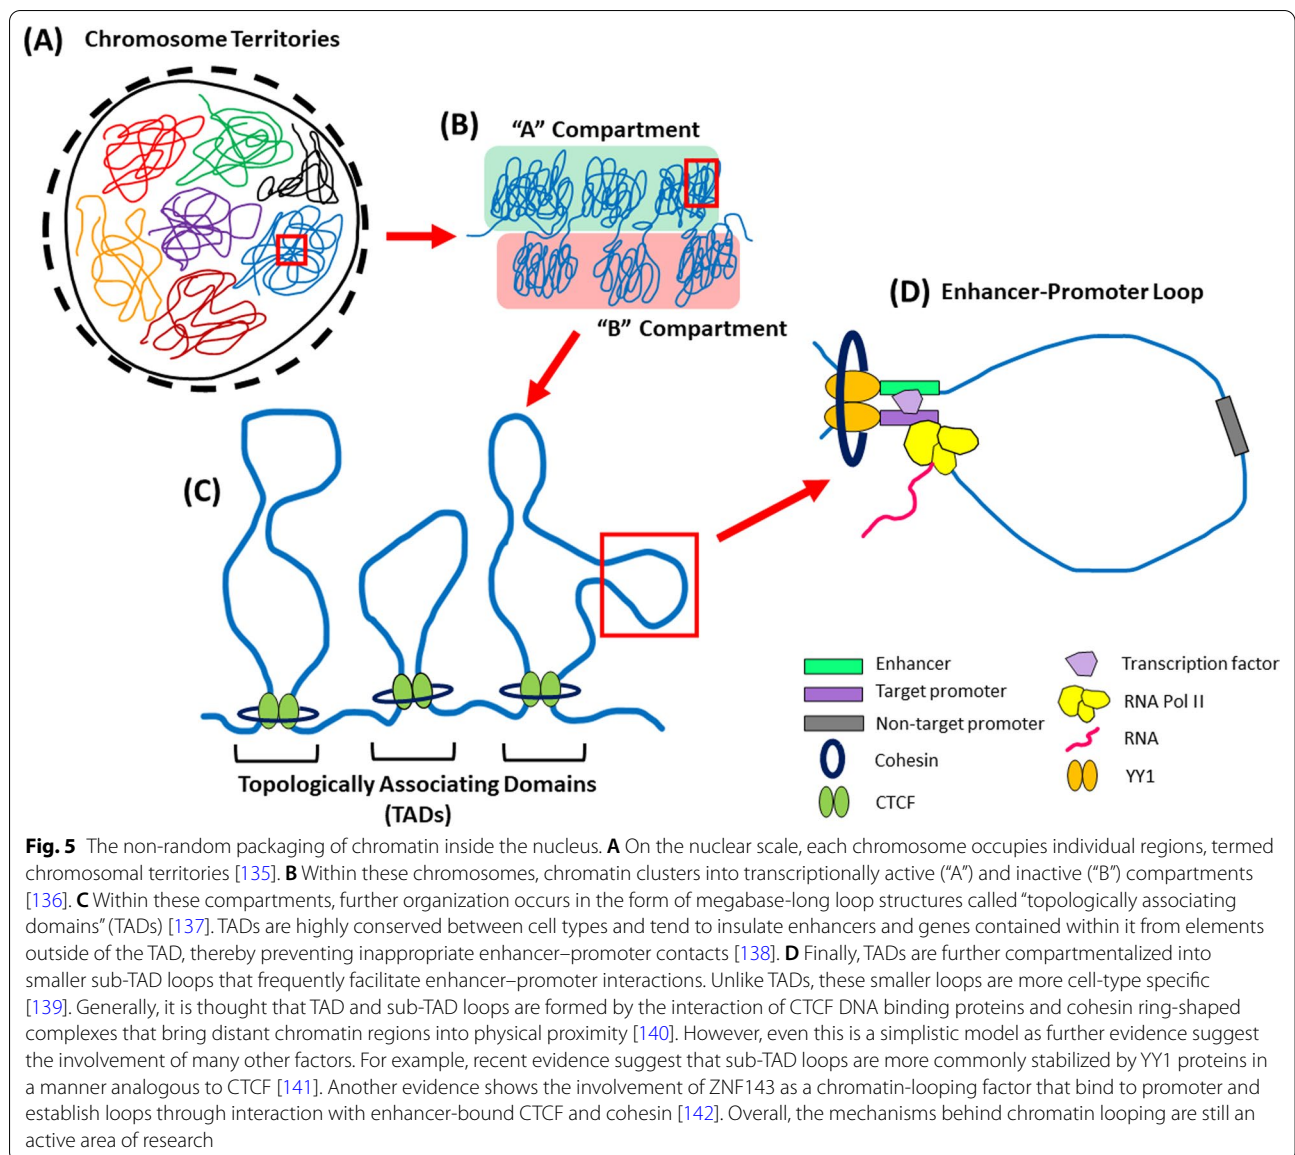 (A) Chromosome Territories
(B) “A” Compartment
“B” Compartment
(D) Enhancer-Promoter Loop
(C)
Topologically Associating Domains
(TADs)
Enhancer
Target promoter
Non-target promoter
Cohesin
CTCF
Transcription factor
RNA Pol II
RNA
YY1
Fig. 5 The non-random packaging of chromatin inside the nucleus. A On the nuclear scale, each chromosome occupies individual regions, termed
chromosomal territories [135]. B Within these chromosomes, chromatin clusters into transcriptionally active (“A”) and inactive (“B”) compartments
[136]. C Within these compartments, further organization occurs in the form of megabase-long loop structures called “topologically associating
domains” (TADs) [137]. TADs are highly conserved between cell types and tend to insulate enhancers and genes contained within it from elements
outside of the TAD, thereby preventing inappropriate enhancer–promoter contacts [138]. D Finally, TADs are further compartmentalized into
smaller sub-TAD loops that frequently facilitate enhancer–promoter interactions. Unlike TADs, these smaller loops are more cell-type specific
[139]. Generally, it is thought that TAD and sub-TAD loops are formed by the interaction of CTCF DNA binding proteins and cohesin ring-shaped
complexes that bring distant chromatin regions into physical proximity [140]. However, even this is a simplistic model as further evidence suggest
the involvement of many other factors. For example, recent evidence suggest that sub-TAD loops are more commonly stabilized by YY1 proteins in
a manner analogous to CTCF [141]. Another evidence shows the involvement of ZNF143 as a chromatin-looping factor that bind to promoter and
establish loops through interaction with enhancer-bound CTCF and cohesin [142]. Overall, the mechanisms behind chromatin looping are still an
active area of research